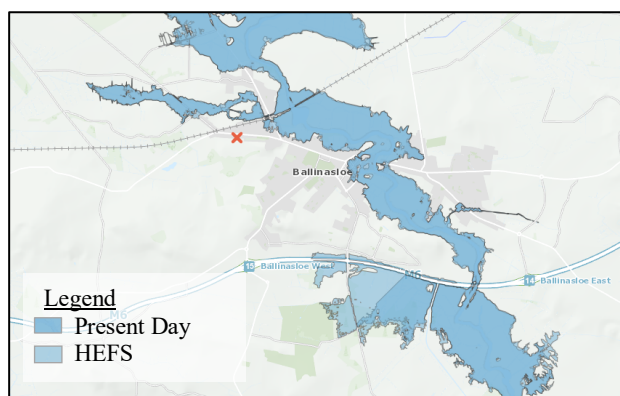 Ballinasloe
15 Ballinasloe West
M6
14 Ballinasloe East
M6
Legend
Present Day
HEFS